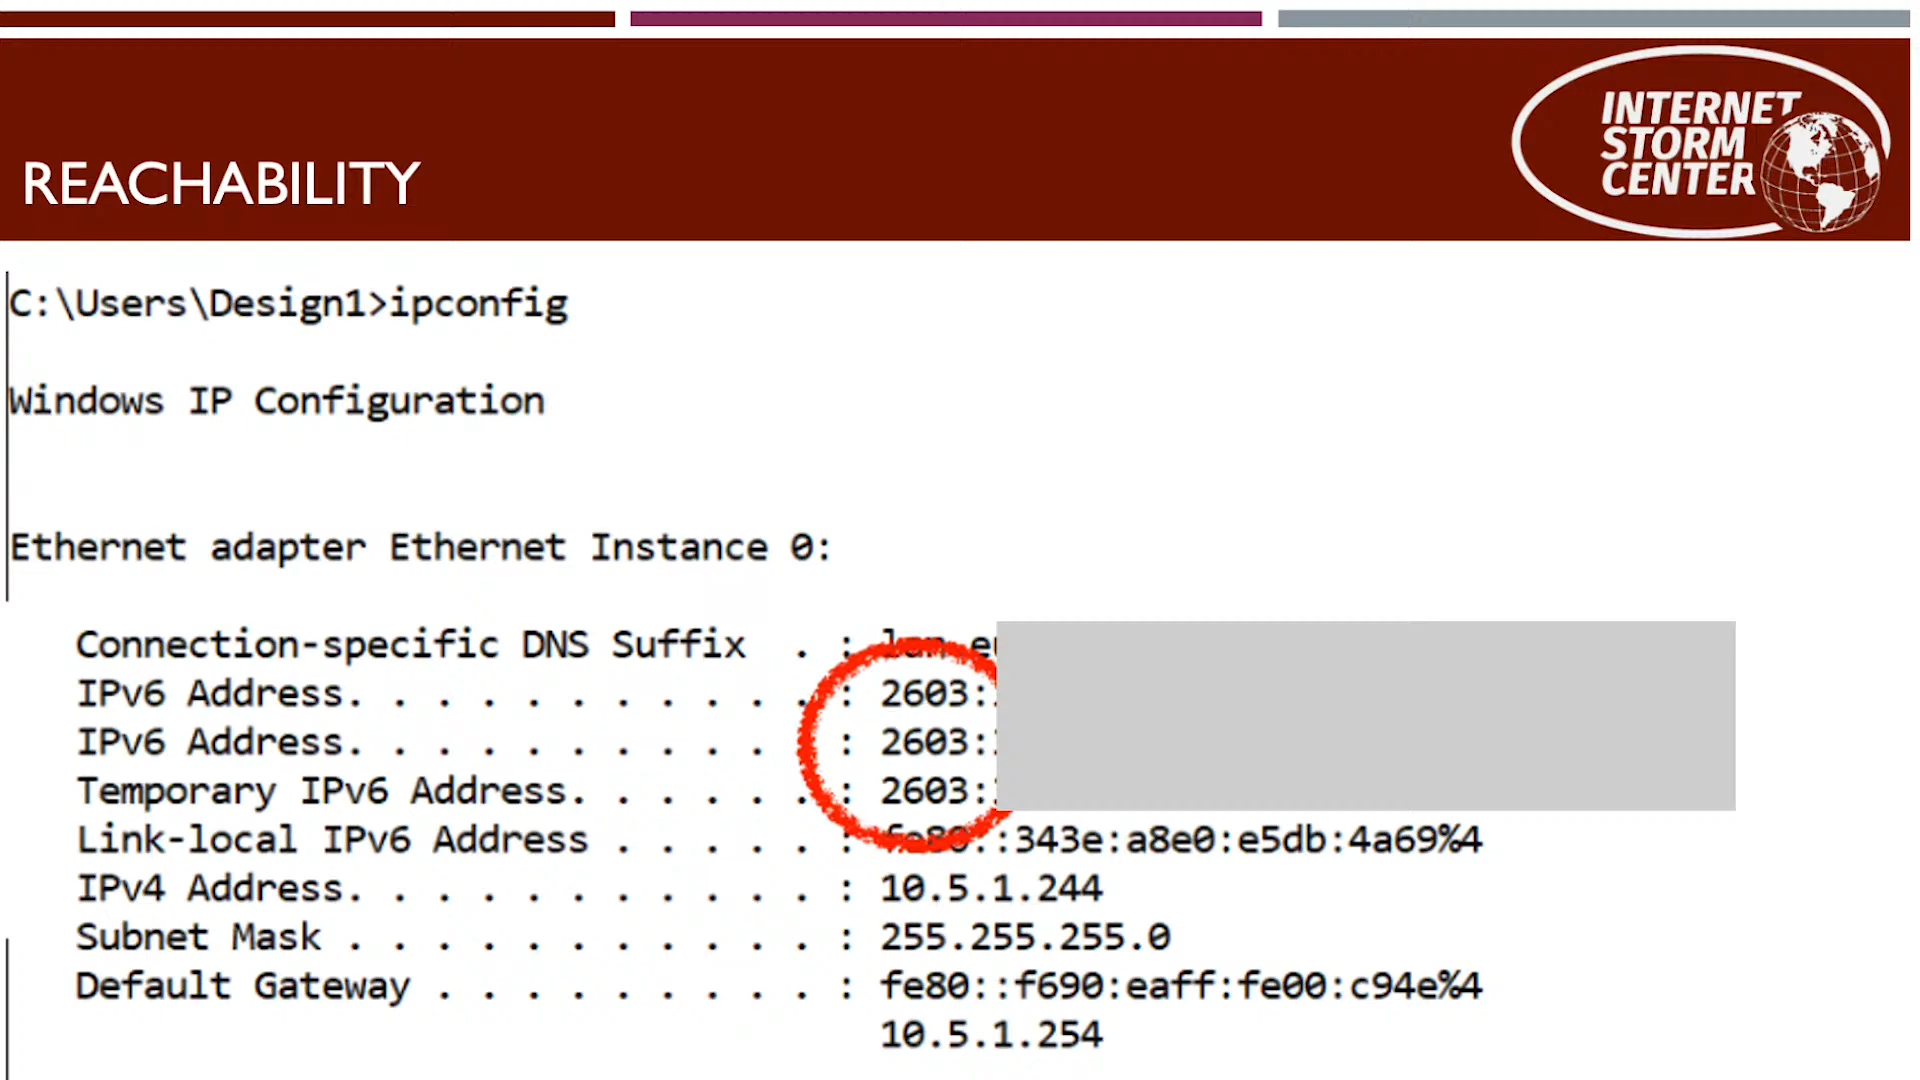 INTERNET
STORM
CENTER
REACHABILITY
C:\Users\Design1>ipconfig
Windows IP Configuration
Ethernet adapter Ethernet Instance 0:
Connection-specific DNS Suffix . : lan
IPv6 Address. . . . . . . . . . . : 2603:
IPv6 Address. . . . . . . . . . . : 2603:
Temporary IPv6 Address. . . . . . : 2603:
Link-local IPv6 Address . . . . . : fe80::343e:a8e0:e5db:4a69%4
IPv4 Address. . . . . . . . . . . : 10.5.1.244
Subnet Mask . . . . . . . . . . . : 255.255.255.0
Default Gateway . . . . . . . . . : fe80::f690:eaff:fe00:c94e%4
10.5.1.254